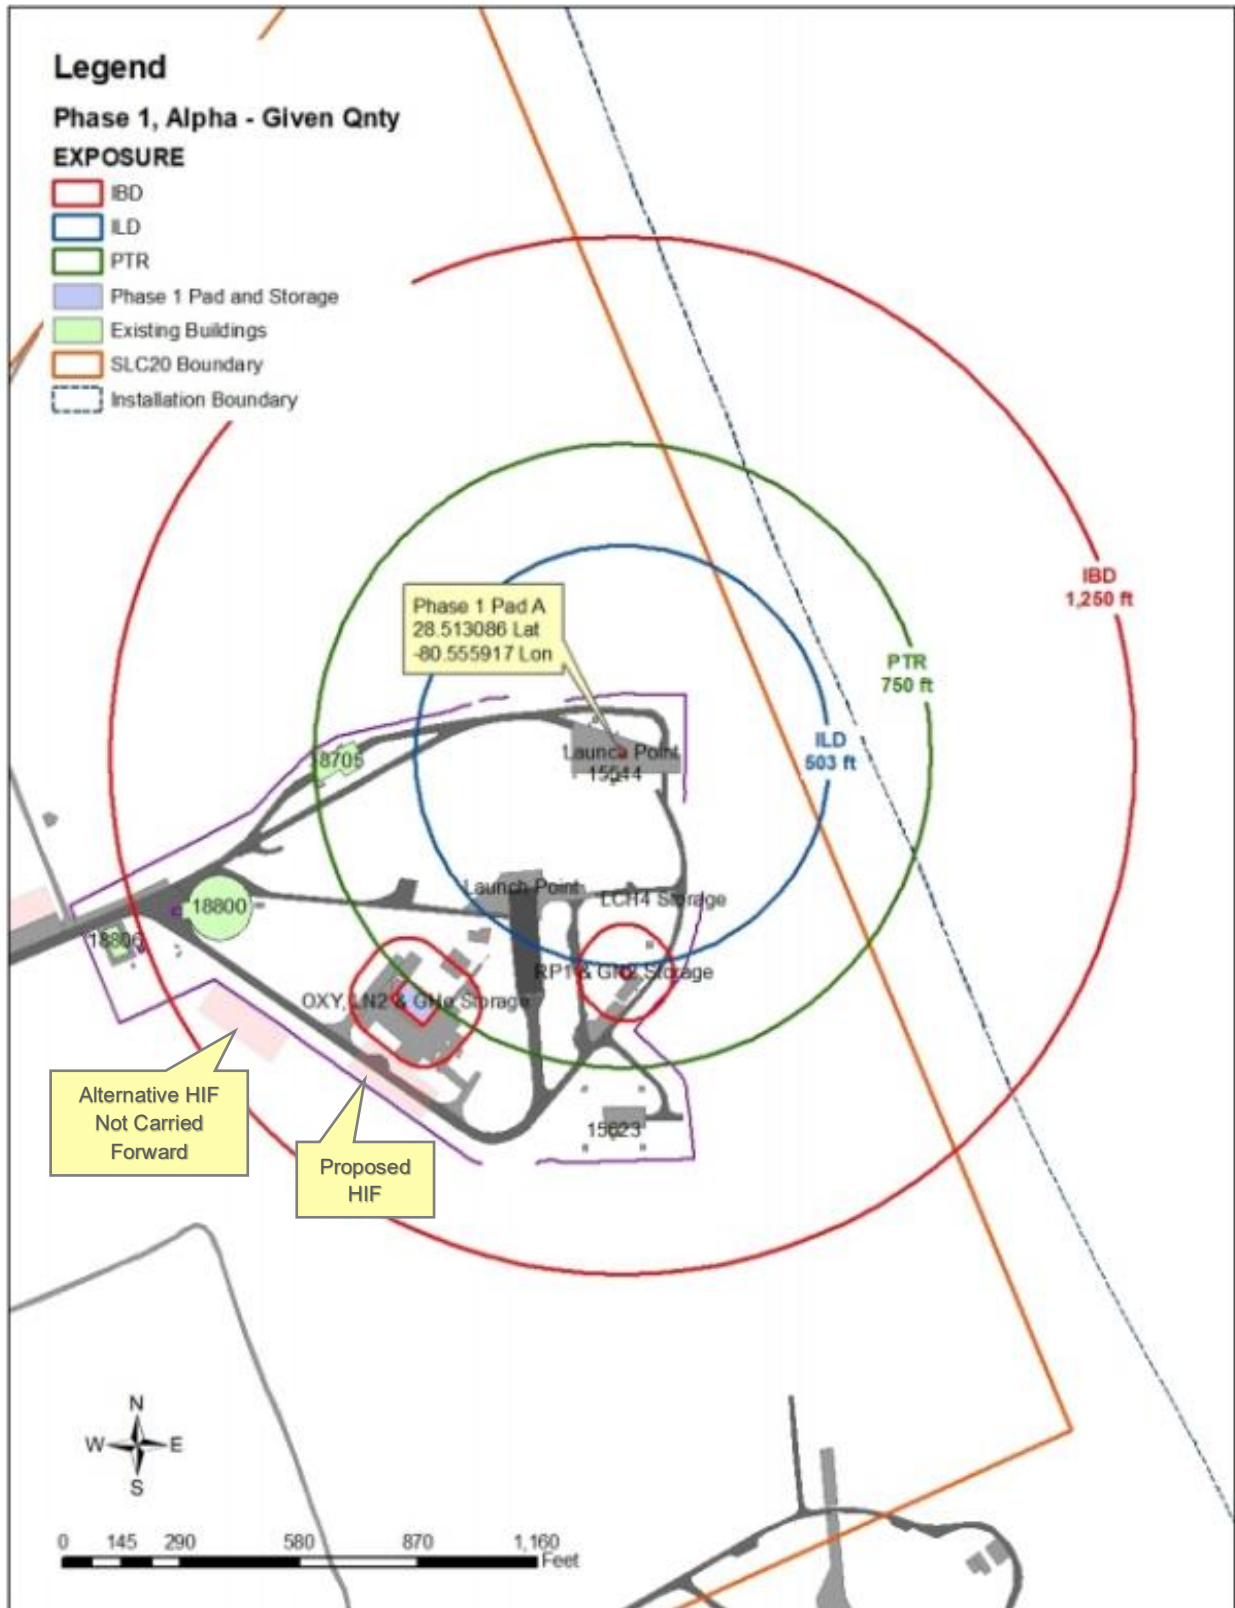 Legend
Phase 1, Alpha - Given Qnty
EXPOSURE
IBD
ILD
PTR
Phase 1 Pad and Storage
Existing Buildings
SLC20 Boundary
Installation Boundary
IBD
1,250 ft
Phase 1 Pad A
28.513086 Lat
-80.555917 Lon
PTR
750 ft
ILD
503 ft
Launch Point
15544
18705
Launch Point
LCH4 Storage
18800
18806
RP1 & GN2 Storage
OXY, LN2 & GHe Storage
Alternative HIF
Not Carried
Forward
Proposed
HIF
15623
N
W E
S
0 145 290 580 870 1,160
Feet